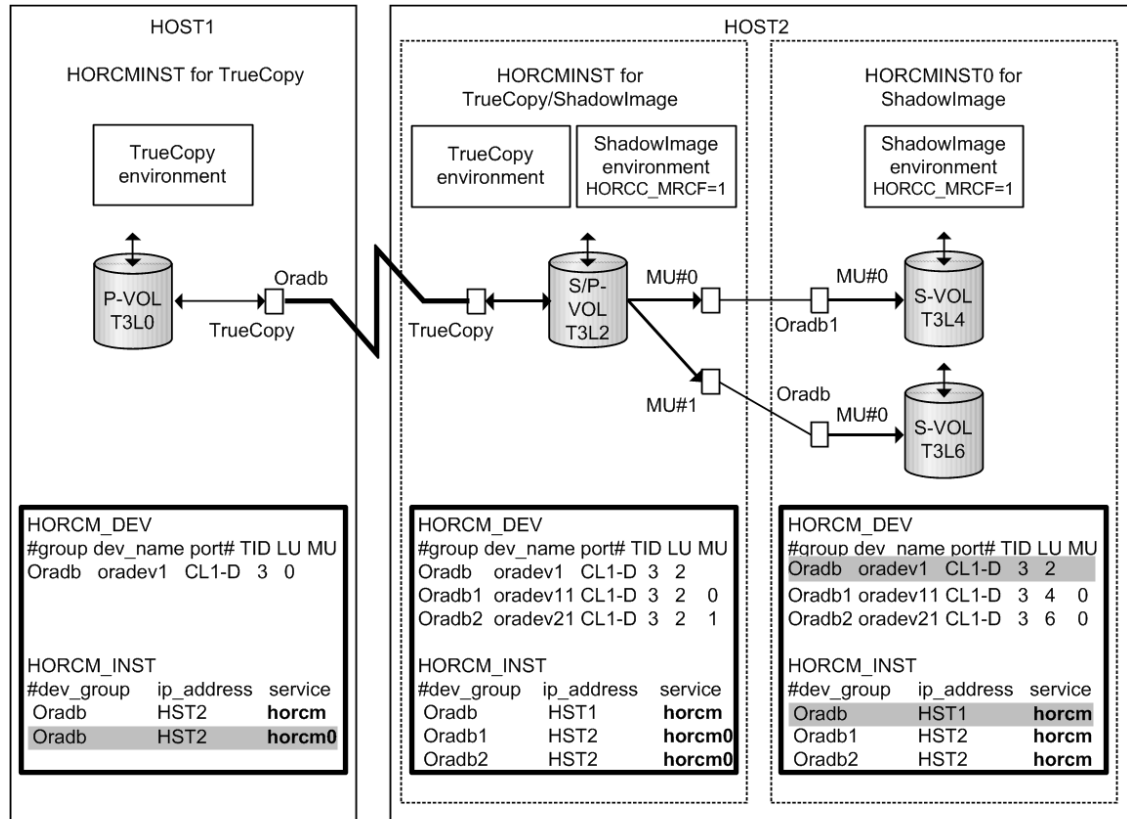 HOST1
HORCMINST for TrueCopy
TrueCopy
environment
Oradb
P-VOL
T3L0
TrueCopy
HORCM_DEV
#group dev_name port# TID LU MU
Oradb oradev1 CL1-D 3 0
HORCM_INST
#dev_group ip_address service
Oradb HST2 horcm
Oradb HST2 horcm0
HOST2
HORCMINST for
TrueCopy/ShadowImage
TrueCopy
environment
ShadowImage
environment
HORCC_MRCF=1
TrueCopy
S/P-
VOL
T3L2
MU#0
MU#1
HORCM_DEV
#group dev_name port# TID LU MU
Oradb oradev1 CL1-D 3 2
Oradb1 oradev11 CL1-D 3 2 0
Oradb2 oradev21 CL1-D 3 2 1
HORCM_INST
#dev_group ip_address service
Oradb HST1 horcm
Oradb1 HST2 horcm0
Oradb2 HST2 horcm0
HORCMINST0 for
ShadowImage
ShadowImage
environment
HORCC_MRCF=1
MU#0
Oradb1
S-VOL
T3L4
Oradb
MU#0
S-VOL
T3L6
HORCM_DEV
#group dev_name port# TID LU MU
Oradb oradev1 CL1-D 3 2
Oradb1 oradev11 CL1-D 3 4 0
Oradb2 oradev21 CL1-D 3 6 0
HORCM_INST
#dev_group ip_address service
Oradb HST1 horcm
Oradb1 HST2 horcm
Oradb2 HST2 horcm